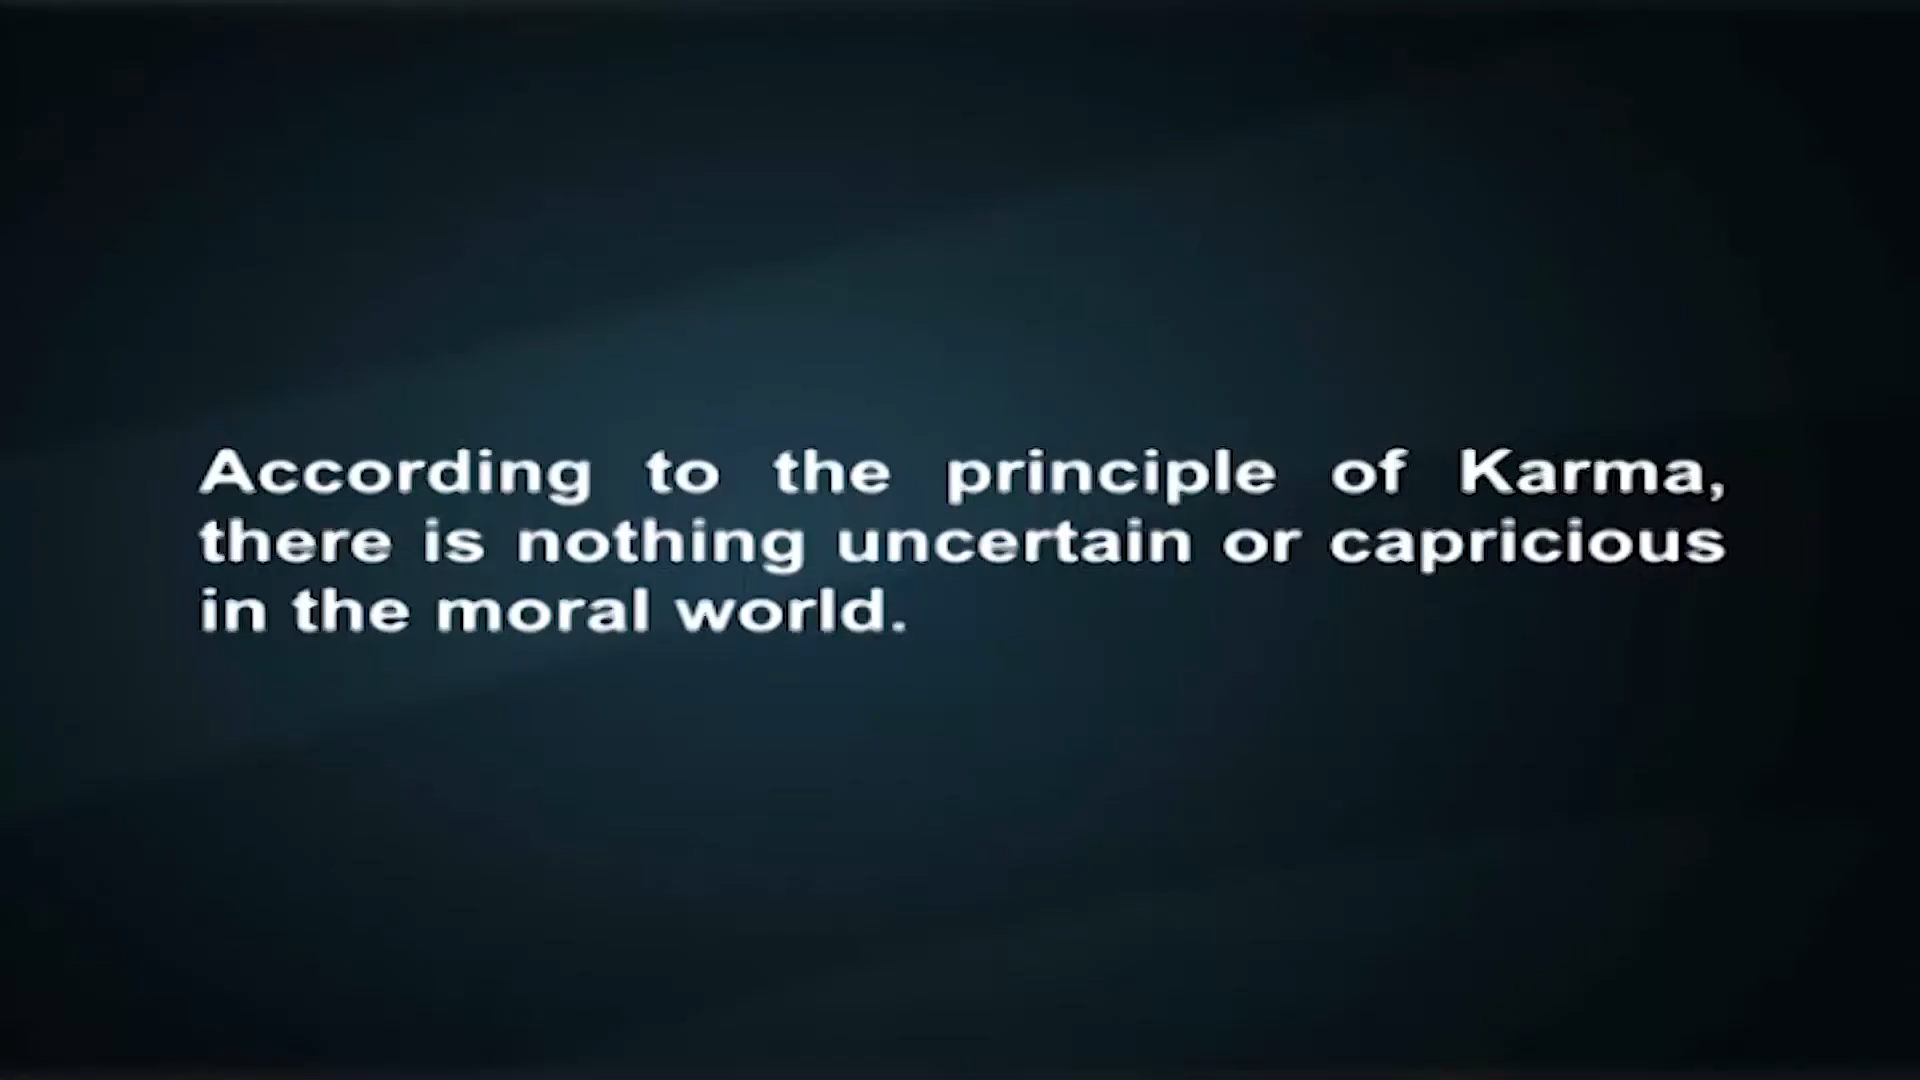 According to the principle of Karma,
there is nothing uncertain or capricious
in the moral world.